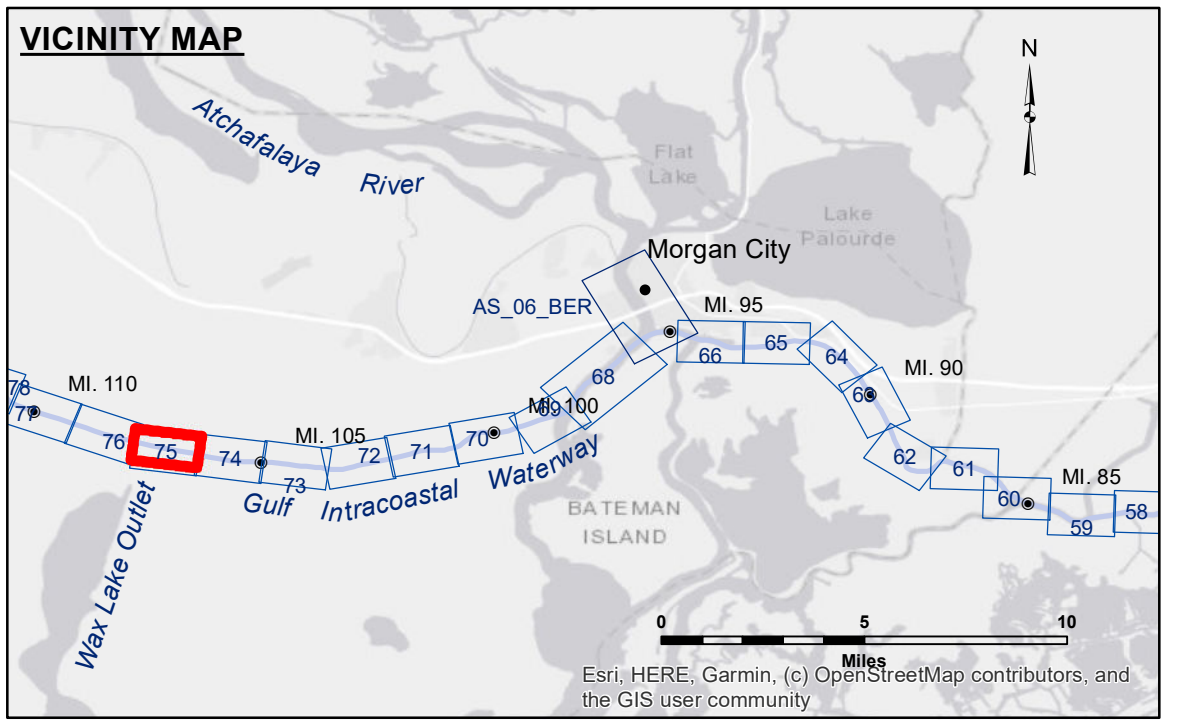 VICINITY MAP
N
Atchafalaya
River
Flat
Lake
Lake
Palourde
Morgan City
AS_06_BER
MI. 95
66
65
64
MI. 90
63
68
78
MI. 110
77
76
75
74
MI. 105
73
72
71
70
69
MI. 100
62
61
60
MI. 85
59
58
Gulf
Intracoastal
Waterway
Wax Lake Outlet
BATEMAN
ISLAND
0 5 10
Miles
Esri, HERE, Garmin, (c) OpenStreetMap contributors, and
the GIS user community